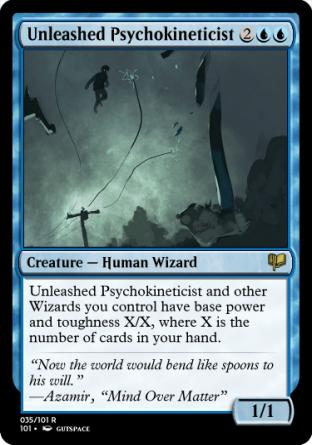 Unleashed Psychokineticist 2
Creature — Human Wizard
Unleashed Psychokineticist and other
Wizards you control have base power
and toughness X/X, where X is the
number of cards in your hand.
“Now the world would bend like spoons to
his will.”
—Azamir, “Mind Over Matter”
1/1
035/101 R
101 • GUTSPACE